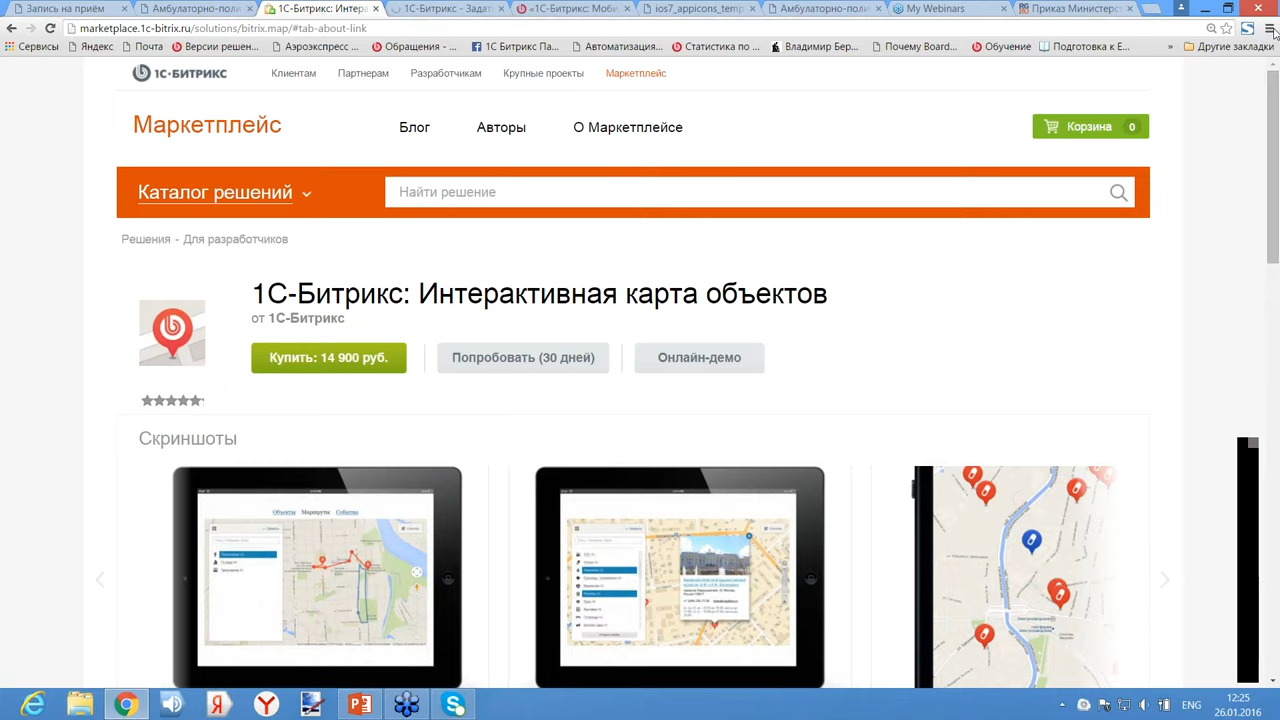 Запись на приём
Амбулаторно-поли
1С-Битрикс: Интера
1С-Битрикс - Задат
«1С-Битрикс: Моби
ios7_appicons_temp
Амбулаторно-поли
My Webinars
Приказ Министерст
marketplace.1c-bitrix.ru/solutions/bitrix.map/#tab-about-link
Сервисы
Яндекс
Почта
Версии решен...
Аэроэкспресс...
Обращения - ...
1С Битрикс Па...
Автоматизация...
Статистика по ...
Владимир Бер...
Почему Board...
Обучение
Подготовка к Е...
»
Другие закладки
1С·БИТРИКС
Клиентам
Партнерам
Разработчикам
Крупные проекты
Маркетплейс
Маркетплейс
Блог
Авторы
О Маркетплейсе
Корзина 0
Каталог решений
Найти решение
Решения - Для разработчиков
1С-Битрикс: Интерактивная карта объектов
от 1С-Битрикс
Купить: 14 900 руб.
Попробовать (30 дней)
Онлайн-демо
Скриншоты
Объекты Маршруты События
ENG
12:25
26.01.2016